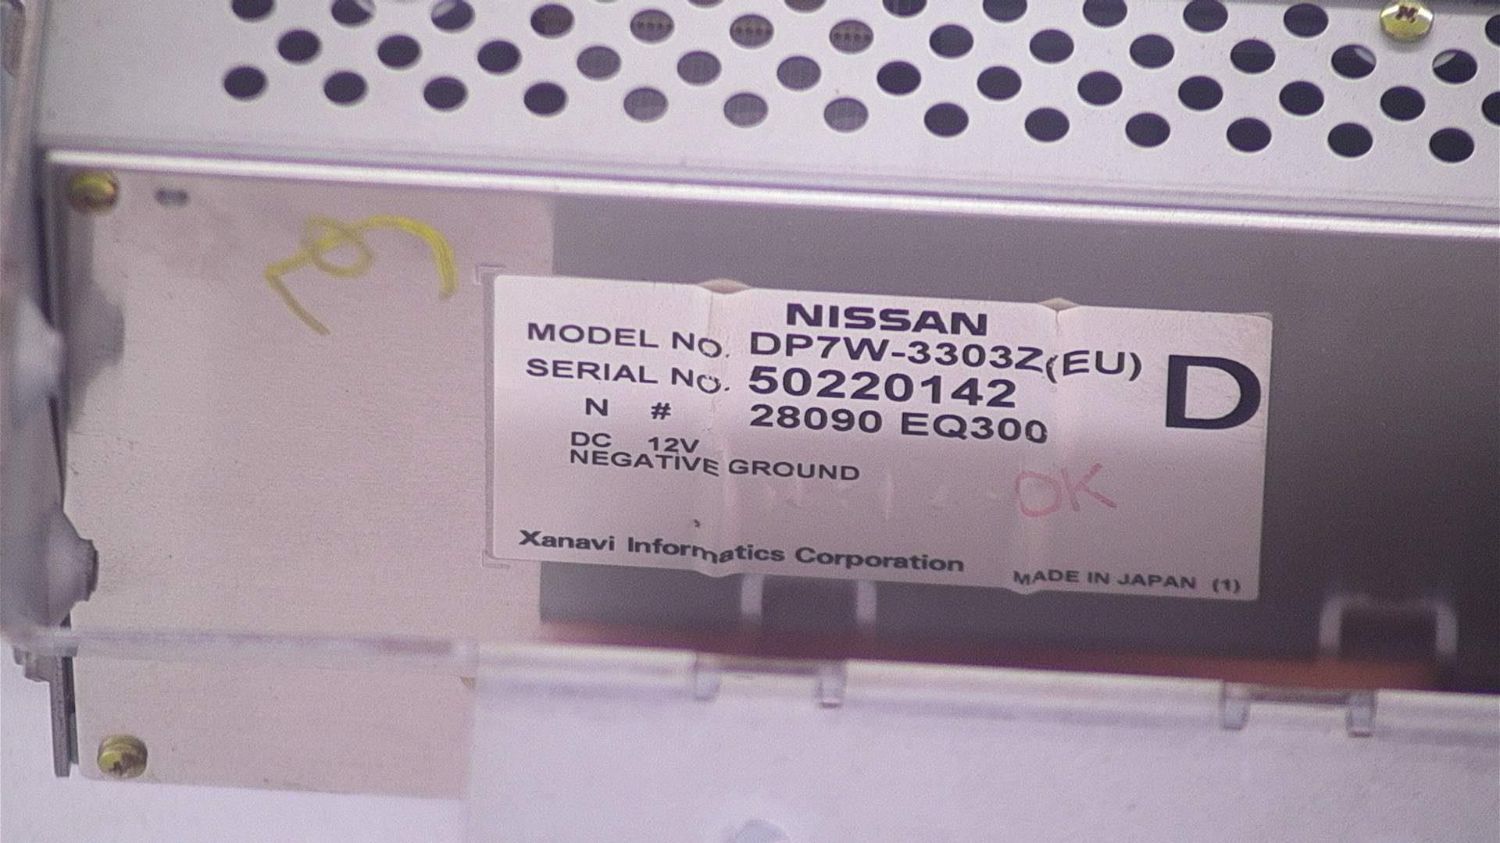 NISSAN
MODEL NO. DP7W-3303Z(EU)
D
SERIAL NO. 50220142
N # 28090 EQ300
DC 12V
NEGATIVE GROUND
OK
Xanavi Informatics Corporation
MADE IN JAPAN (1)